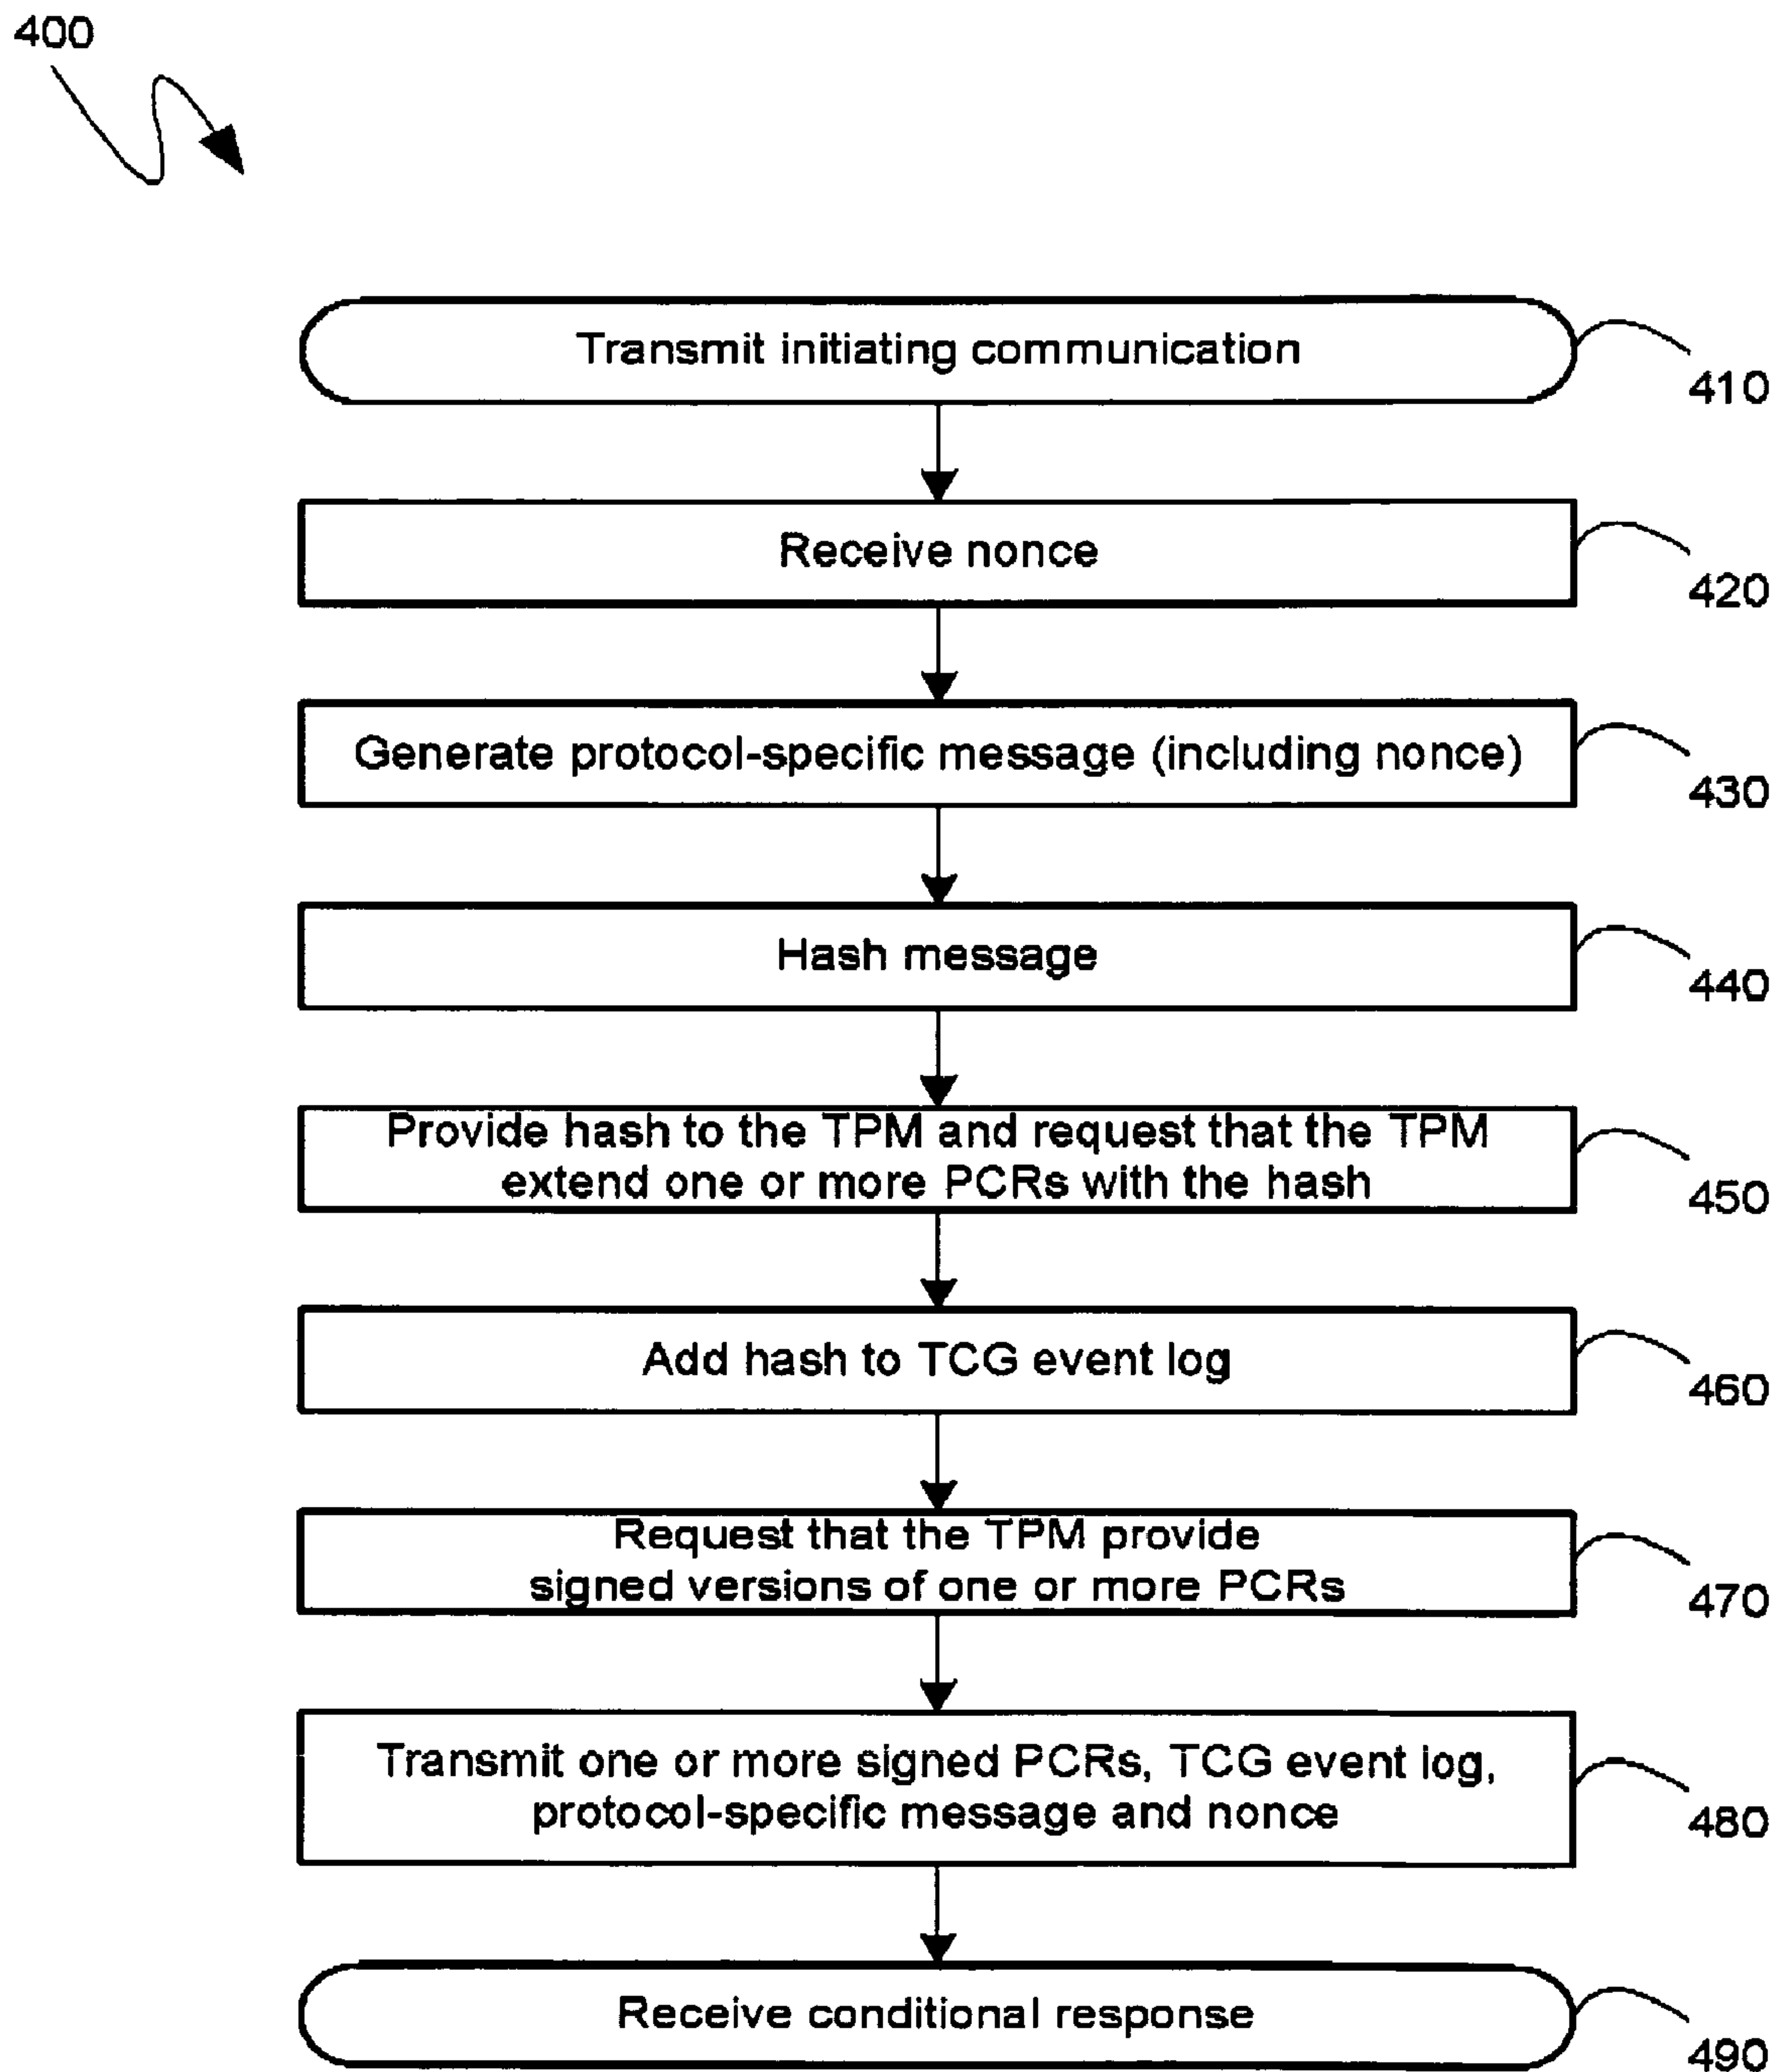 400
Transmit initiating communication
410
Receive nonce
420
Generate protocol-specific message (including nonce)
430
Hash message
440
Provide hash to the TPM and request that the TPM
extend one or more PCRs with the hash
450
Add hash to TCG event log
460
Request that the TPM provide
signed versions of one or more PCRs
470
Transmit one or more signed PCRs, TCG event log,
protocol-specific message and nonce
480
Receive conditional response
490